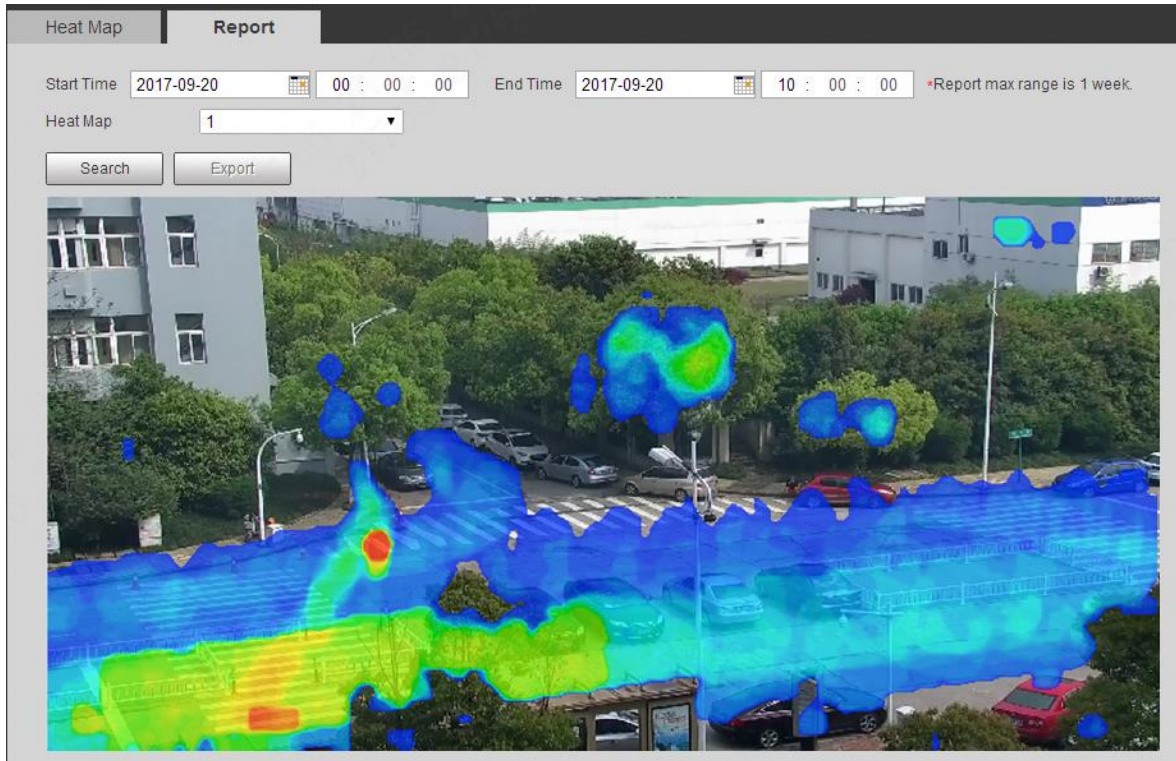 Heat Map Report
Start Time 2017-09-20 00 : 00 : 00 End Time 2017-09-20 10 : 00 : 00 *Report max range is 1 week.
Heat Map 1
Search Export